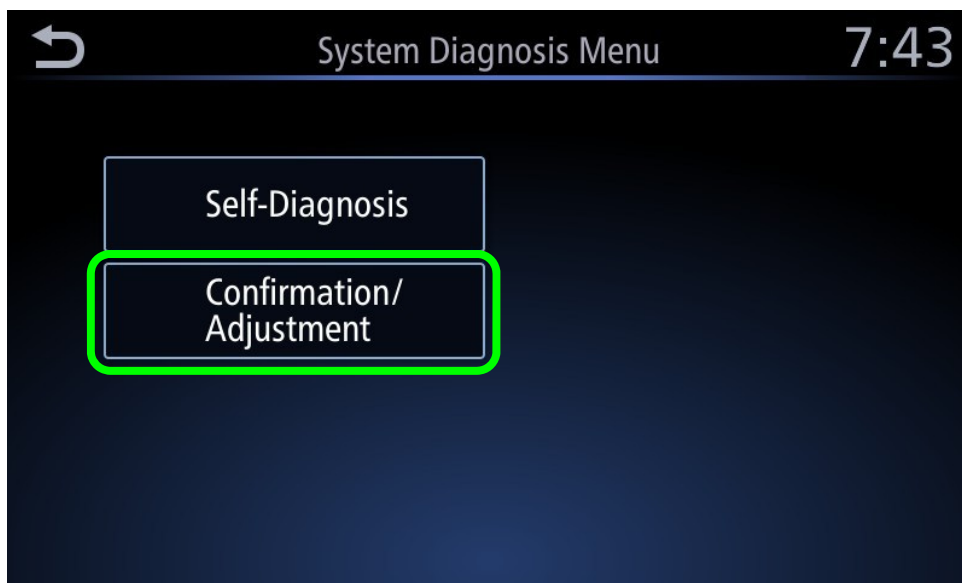 System Diagnosis Menu 7:43
Self-Diagnosis
Confirmation/
Adjustment